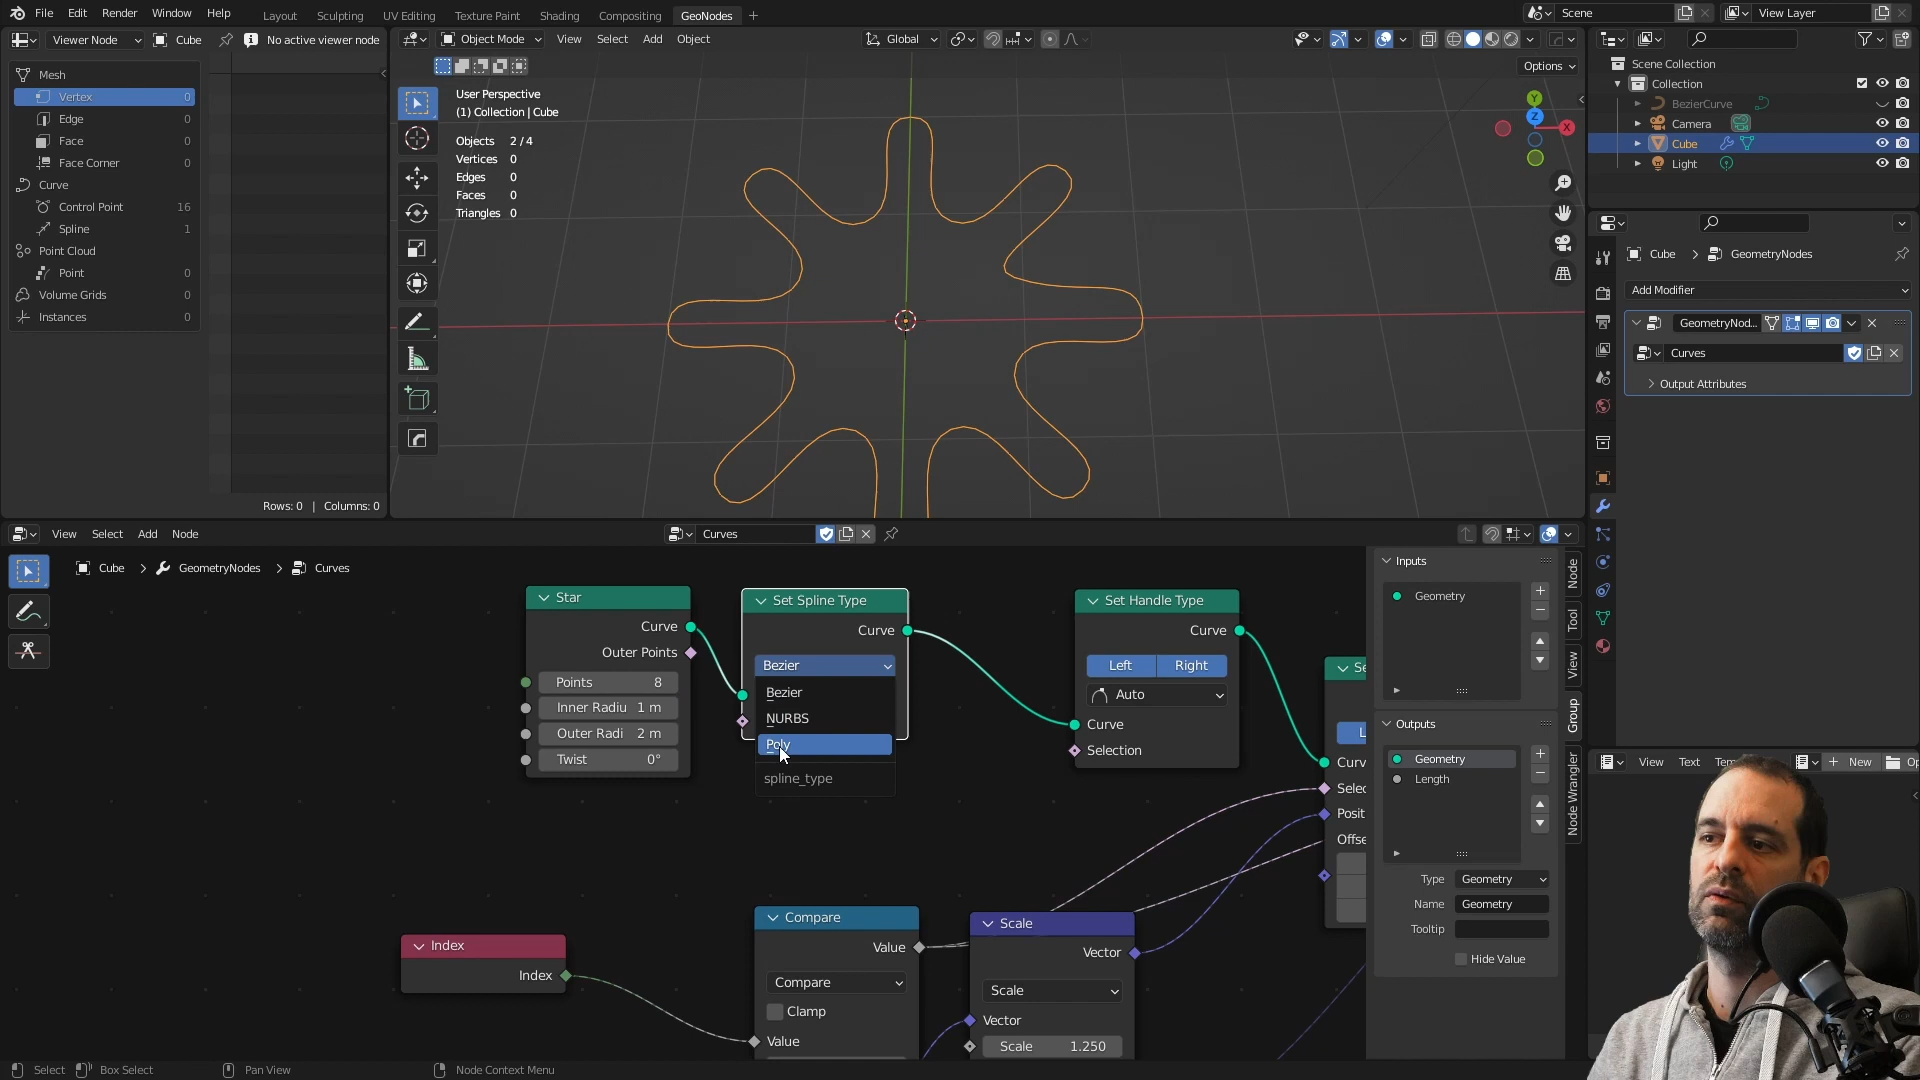 File Edit Render Window Help
Layout Sculpting UV Editing Texture Paint Shading Compositing GeoNodes +
Scene
View Layer
Viewer Node Cube No active viewer node
Object Mode View Select Add Object
Global
Options
Mesh
Vertex 0
Edge 0
Face 0
Face Corner 0
Curve
Control Point 16
Spline 1
Point Cloud
Point 0
Volume Grids 0
Instances 0
Rows: 0 | Columns: 0
User Perspective
(1) Collection | Cube
Objects 2/4
Vertices 0
Edges 0
Faces 0
Triangles 0
Y
Z
X
Scene Collection
Collection
BezierCurve
Camera
Cube
Light
Cube > GeometryNodes
Add Modifier
GeometryNod...
Curves
Output Attributes
View Select Add Node
Curves
Cube > GeometryNodes > Curves
Star
Curve
Outer Points
Points 8
Inner Radiu 1 m
Outer Radi 2 m
Twist 0°
Set Spline Type
Curve
Bezier
Bezier
NURBS
Poly
spline_type
Set Handle Type
Curve
Left Right
Auto
Curve
Selection
Se
L
Curv
Selec
Posit
Offse
Index
Index
Compare
Value
Compare
Clamp
Value
Scale
Vector
Scale
Vector
Scale 1.250
Inputs
Geometry
Outputs
Geometry
Length
Type Geometry
Name Geometry
Tooltip
Hide Value
Node
Tool
View
Group
Node Wrangler
View Text Tem
+ New Op
Select Box Select Pan View Node Context Menu